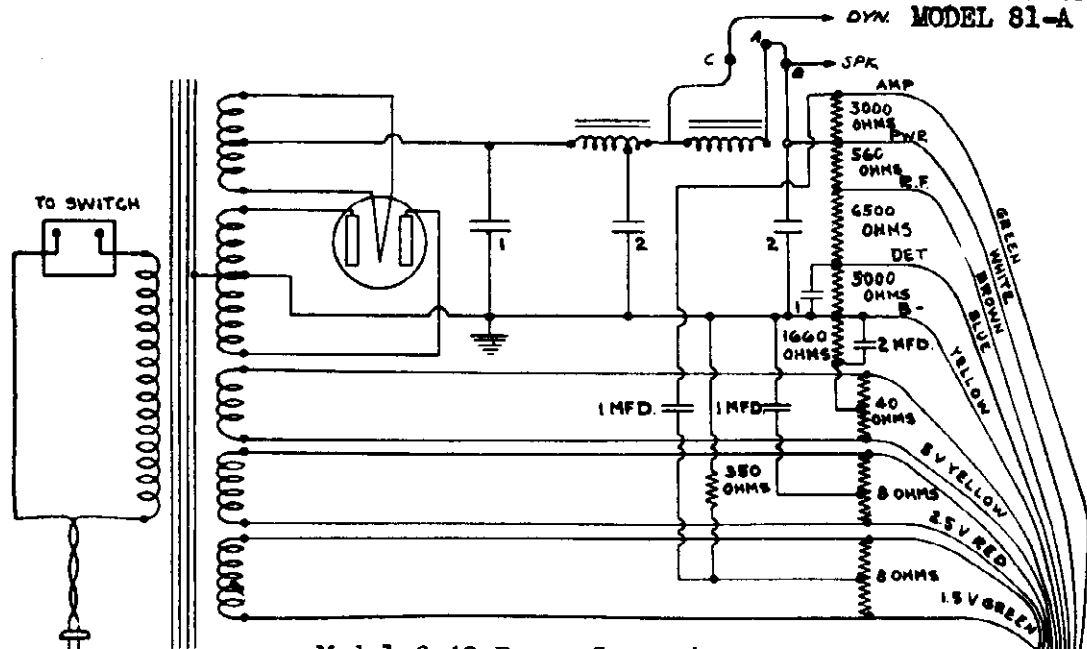 DYN. MODEL 81-A
C
A
B
SPK.
AMP
3000
OHMS
PWR.
560
OHMS
R.F.
6500
OHMS
DET
5000
OHMS
B-
1660
OHMS
1
2
2
1
2 MFD.
TO SWITCH
GREEN
WHITE
BROWN
BLUE
YELLOW
1 MFD.
1 MFD
40
OHMS
350
OHMS
8 OHMS
8 OHMS
5 V YELLOW
2.5 V RED
1.5 V GREEN